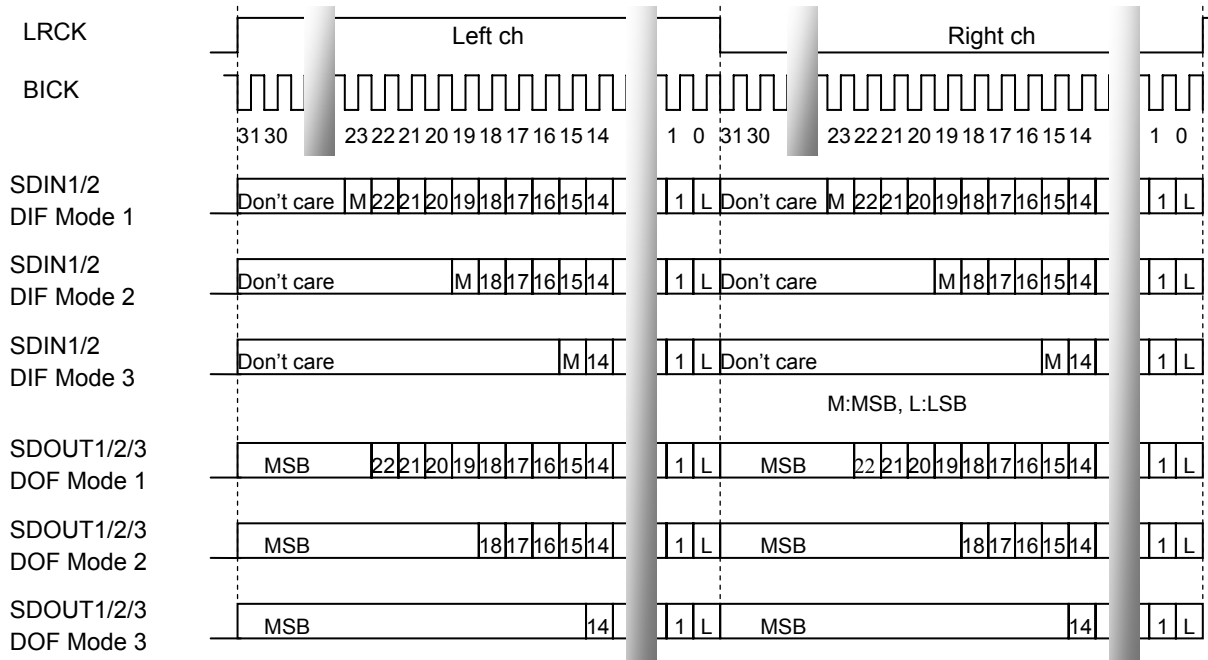 LRCK Left ch Right ch
BICK
31 30 23 22 21 20 19 18 17 16 15 14 1 0 31 30 23 22 21 20 19 18 17 16 15 14 1 0
SDIN1/2
DIF Mode 1
Don't care M 22 21 20 19 18 17 16 15 14 1 L Don't care M 22 21 20 19 18 17 16 15 14 1 L
SDIN1/2
DIF Mode 2
Don't care M 18 17 16 15 14 1 L Don't care M 18 17 16 15 14 1 L
SDIN1/2
DIF Mode 3
Don't care M 14 1 L Don't care M 14 1 L
M:MSB, L:LSB
SDOUT1/2/3
DOF Mode 1
MSB 22 21 20 19 18 17 16 15 14 1 L MSB 22 21 20 19 18 17 16 15 14 1 L
SDOUT1/2/3
DOF Mode 2
MSB 18 17 16 15 14 1 L MSB 18 17 16 15 14 1 L
SDOUT1/2/3
DOF Mode 3
MSB 14 1 L MSB 14 1 L